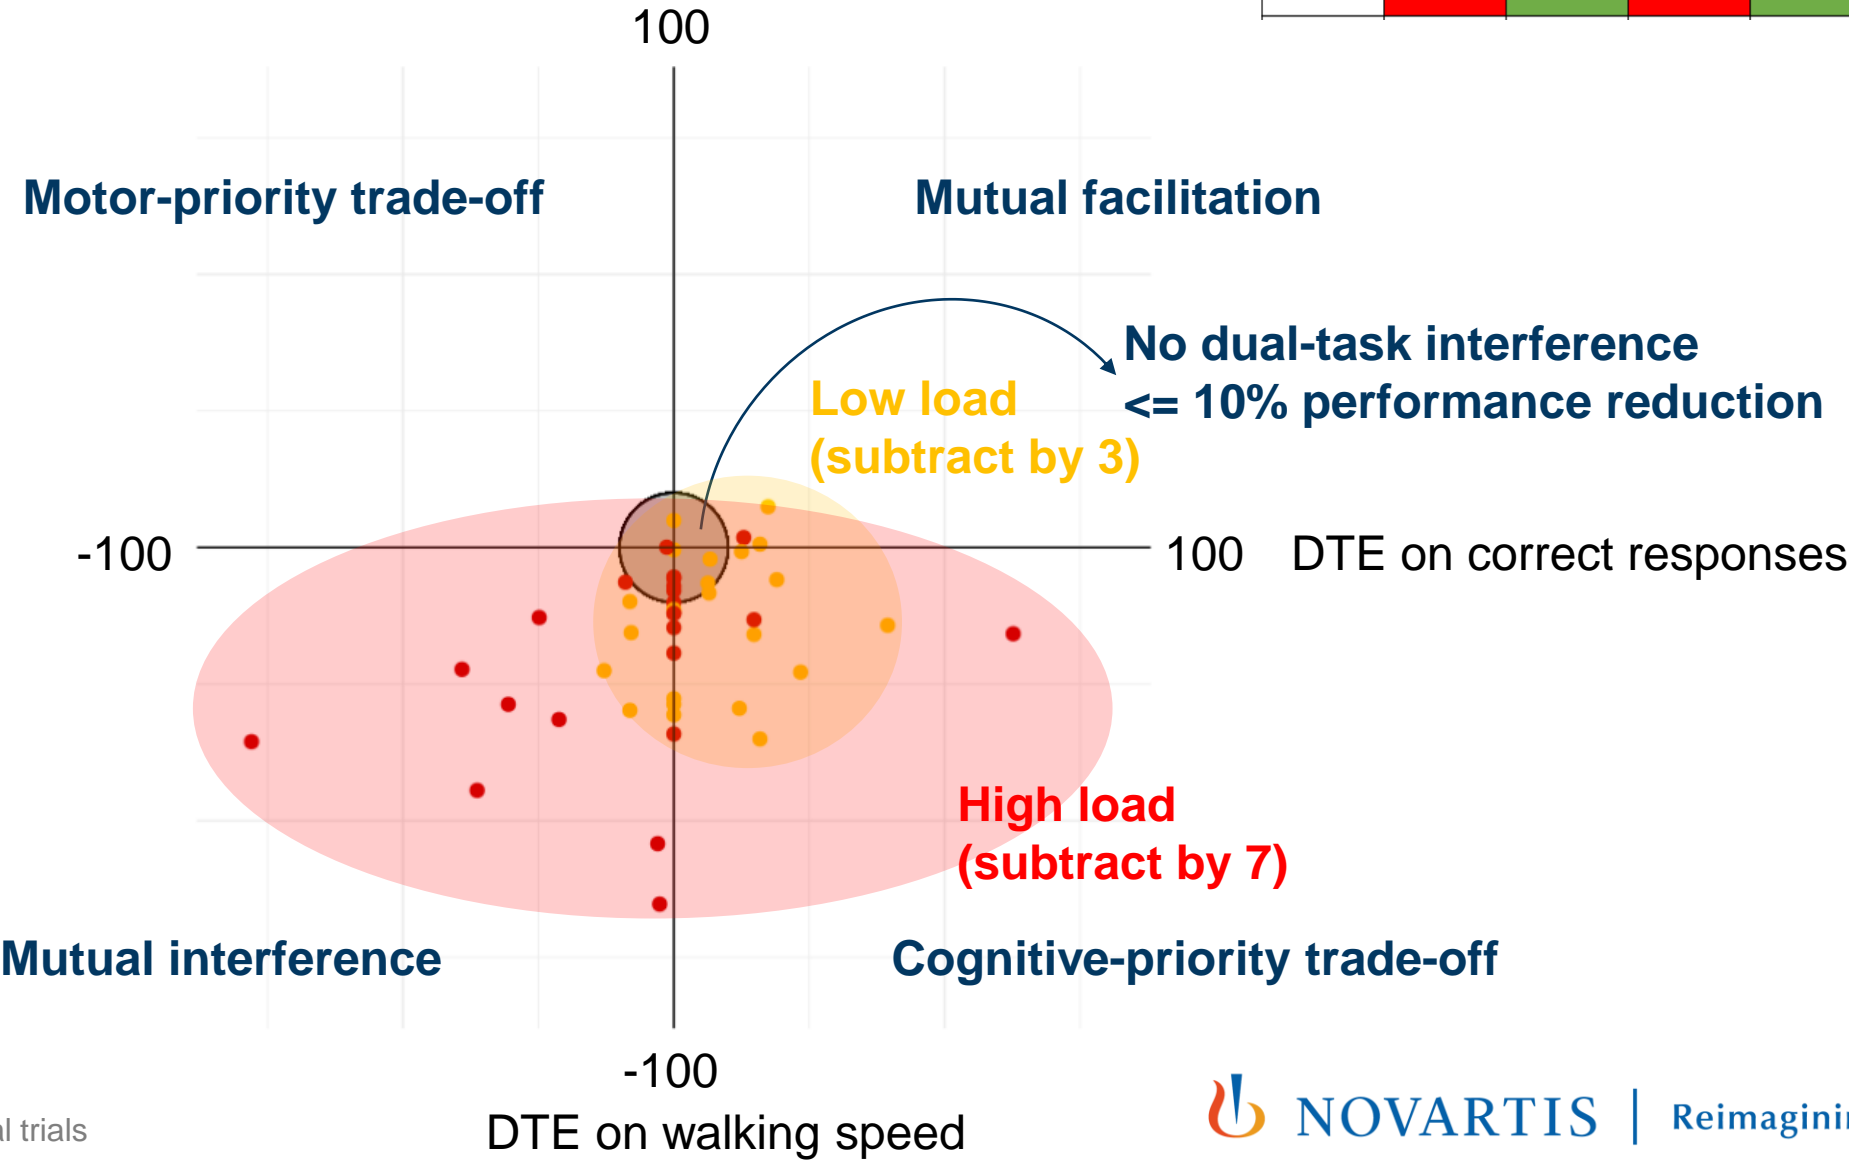 100
Motor-priority trade-off
Mutual facilitation
No dual-task interference
<= 10% performance reduction
Low load
(subtract by 3)
-100
100
DTE on correct responses
High load
(subtract by 7)
Mutual interference
Cognitive-priority trade-off
-100
DTE on walking speed
trials
NOVARTIS